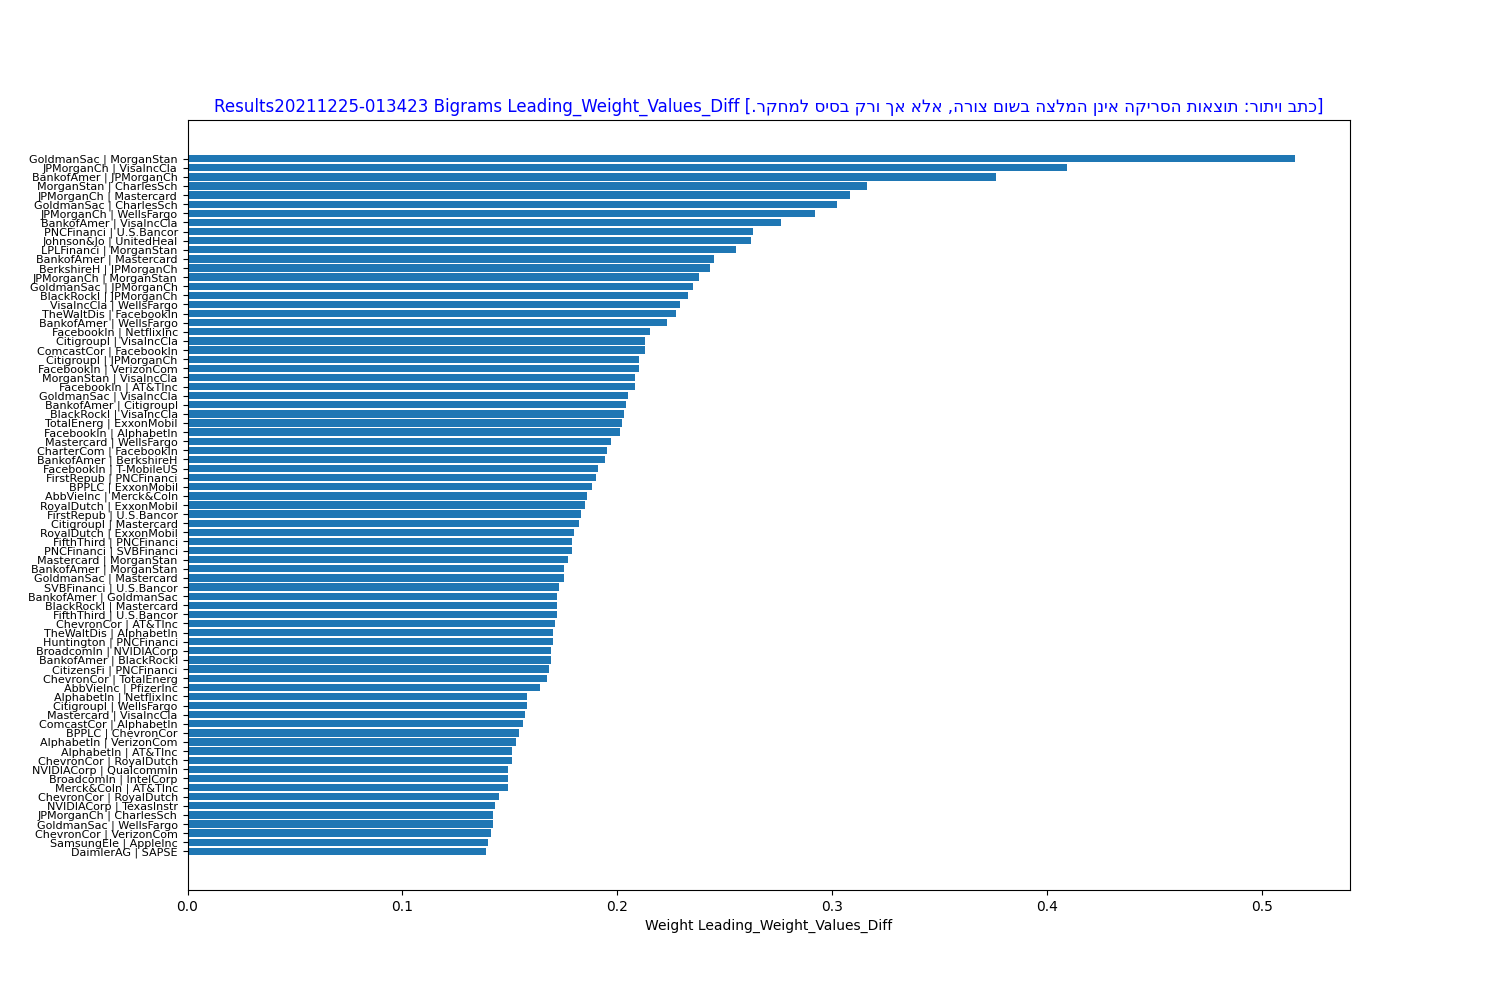 Results20211225-013423 Bigrams Leading_Weight_Values_Diff [כתב ויתור: תוצאות הסריקה אינן המלצה בשום צורה, אלא אך ורק בסיס למחקר.]
GoldmanSac | MorganStan
JPMorganCh | VisaIncCla
BankofAmer | JPMorganCh
MorganStan | CharlesSch
JPMorganCh | Mastercard
GoldmanSac | CharlesSch
JPMorganCh | WellsFargo
BankofAmer | VisaIncCla
PNCFinanci | U.S.Bancor
Johnson&Jo | UnitedHeal
LPLFinanci | MorganStan
BankofAmer | Mastercard
BerkshireH | JPMorganCh
JPMorganCh | MorganStan
GoldmanSac | JPMorganCh
BlackRockI | JPMorganCh
VisaIncCla | WellsFargo
TheWaltDis | FacebookIn
BankofAmer | WellsFargo
FacebookIn | NetflixInc
CitigroupI | VisaIncCla
ComcastCor | FacebookIn
CitigroupI | JPMorganCh
FacebookIn | VerizonCom
MorganStan | VisaIncCla
FacebookIn | AT&TInc
GoldmanSac | VisaIncCla
BankofAmer | CitigroupI
BlackRockI | VisaIncCla
TotalEnerg | ExxonMobil
FacebookIn | AlphabetIn
Mastercard | WellsFargo
CharterCom | FacebookIn
BankofAmer | BerkshireH
FacebookIn | T-MobileUS
FirstRepub | PNCFinanci
BPPLC | ExxonMobil
AbbVieInc | Merck&CoIn
RoyalDutch | ExxonMobil
FirstRepub | U.S.Bancor
CitigroupI | Mastercard
RoyalDutch | ExxonMobil
FifthThird | PNCFinanci
PNCFinanci | SVBFinanci
Mastercard | MorganStan
BankofAmer | MorganStan
GoldmanSac | Mastercard
SVBFinanci | U.S.Bancor
BankofAmer | GoldmanSac
BlackRockI | Mastercard
FifthThird | U.S.Bancor
ChevronCor | AT&TInc
TheWaltDis | AlphabetIn
Huntington | PNCFinanci
BroadcomIn | NVIDIACorp
BankofAmer | BlackRockI
CitizensFi | PNCFinanci
ChevronCor | TotalEnerg
AbbVieInc | PfizerInc
AlphabetIn | NetflixInc
CitigroupI | WellsFargo
Mastercard | VisaIncCla
ComcastCor | AlphabetIn
BPPLC | ChevronCor
AlphabetIn | VerizonCom
AlphabetIn | AT&TInc
ChevronCor | RoyalDutch
NVIDIACorp | QualcommIn
BroadcomIn | IntelCorp
Merck&CoIn | AT&TInc
ChevronCor | RoyalDutch
NVIDIACorp | TexasInstr
JPMorganCh | CharlesSch
GoldmanSac | WellsFargo
ChevronCor | VerizonCom
SamsungEle | AppleInc
DaimlerAG | SAPSE
0.0 0.1 0.2 0.3 0.4 0.5
Weight Leading_Weight_Values_Diff